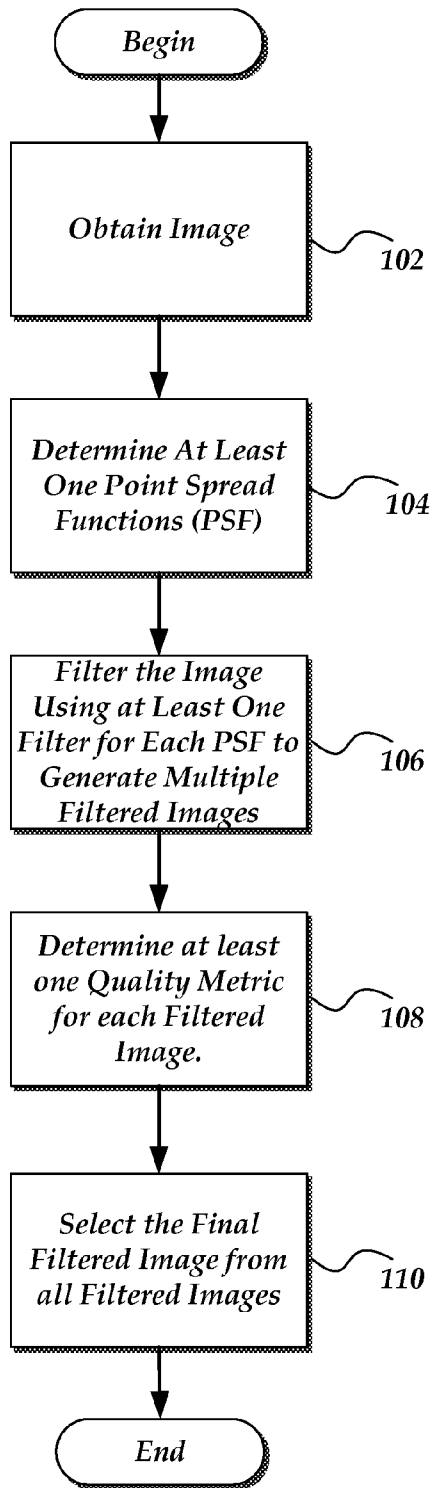 Begin
Obtain Image
102
Determine At Least
One Point Spread
Functions (PSF)
104
Filter the Image
Using at Least One
Filter for Each PSF to
Generate Multiple
Filtered Images
106
Determine at least
one Quality Metric
for each Filtered
Image.
108
Select the Final
Filtered Image from
all Filtered Images
110
End